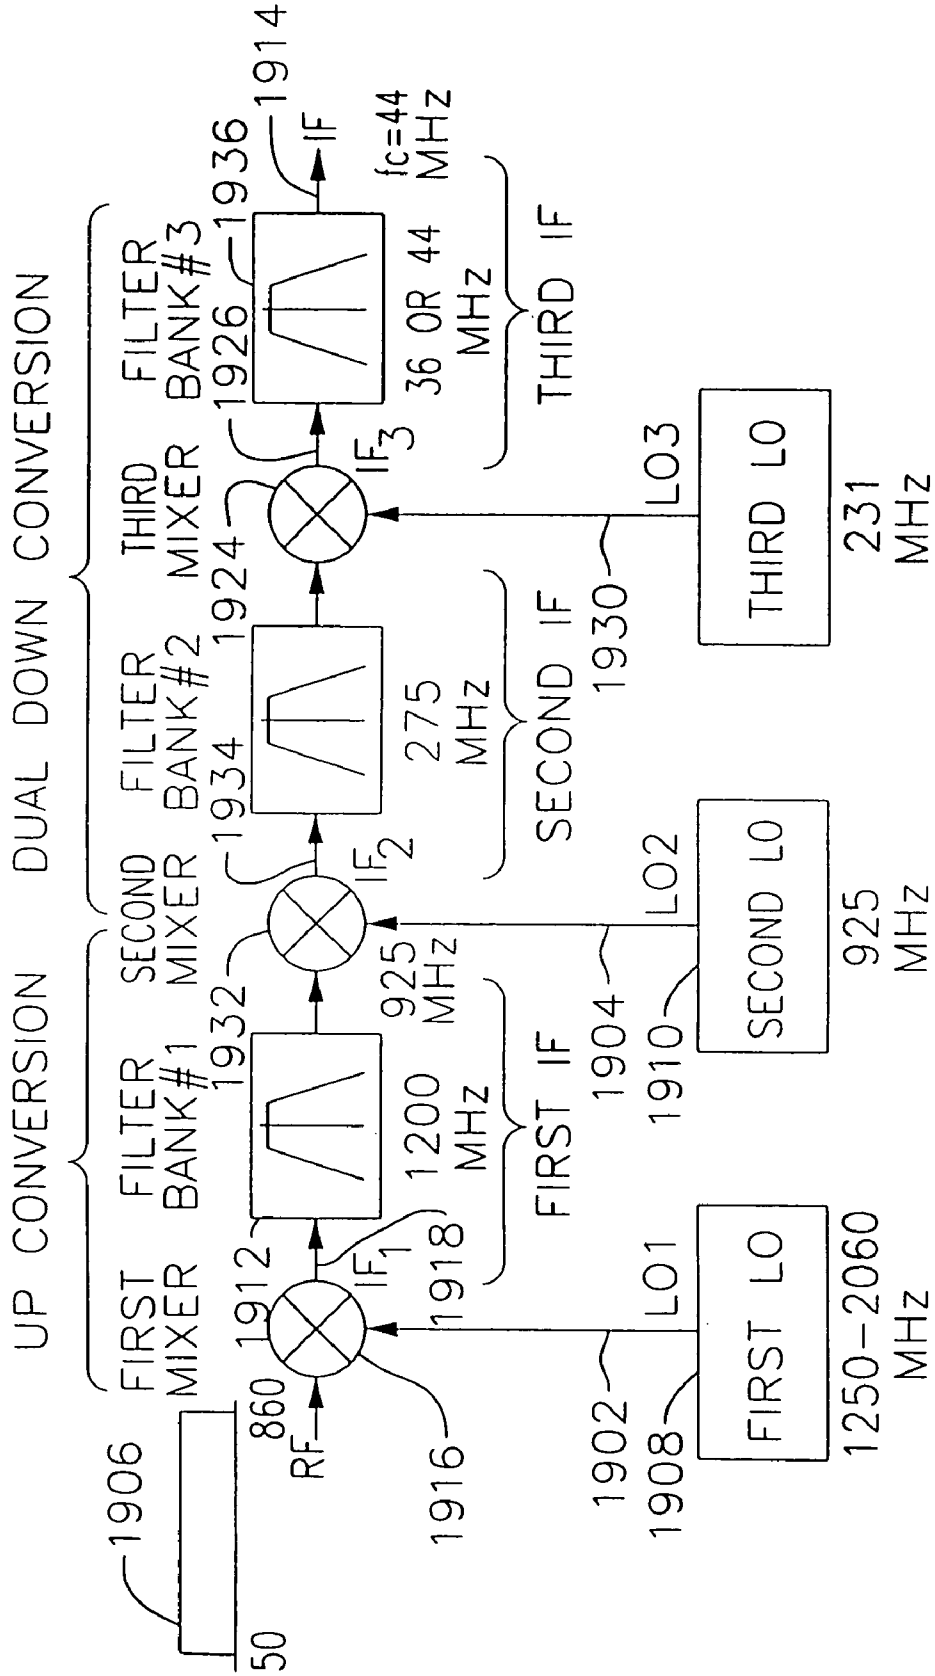 UP CONVERSION
DUAL DOWN CONVERSION
FIRST
MIXER
FILTER
BANK#1
SECOND
MIXER
FILTER
BANK#2
THIRD
MIXER
FILTER
BANK#3
1906
50
860
RF
1912
1932
1934
1924
1926
1936
1914
IF
1916
IF1
1918
1200
MHz
925
MHz
IF2
275
MHz
IF3
36 OR 44
MHz
fc=44
MHz
FIRST IF
SECOND IF
THIRD IF
1902
1908
LO1
1904
1910
LO2
1930
LO3
FIRST LO
SECOND LO
THIRD LO
1250-2060
MHz
925
MHz
231
MHz